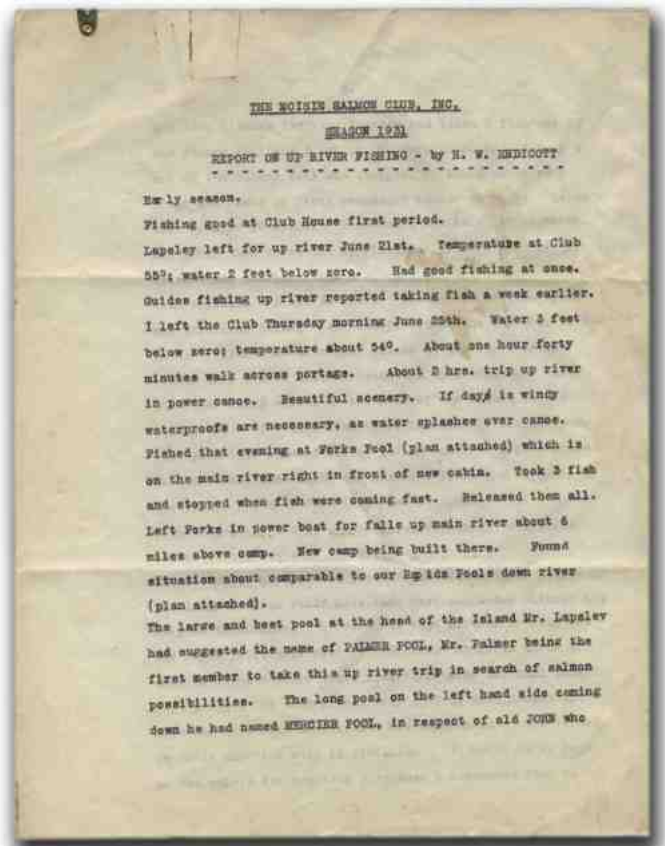 THE MOISIE SALMON CLUB, INC.
SEASON 1931
REPORT ON UP RIVER FISHING - by H. W. ENDICOTT
- - - - - - - - - - - - - - - - - - - - - - - -
Early season.
Fishing good at Club House first period.
Lapsley left for up river June 21st. Temperature at Club
55º; water 2 feet below zero. Had good fishing at once.
Guides fishing up river reported taking fish a week earlier.
I left the Club Thursday morning June 25th. Water 3 feet
below zero; temperature about 54º. About one hour forty
minutes walk across portage. About 2 hrs. trip up river
in power canoe. Beautiful scenery. If day is windy
waterproofs are necessary, as water splashes over canoe.
Fished that evening at Forks Pool (plan attached) which is
on the main river right in front of new cabin. Took 3 fish
and stopped when fish were coming fast. Released them all.
Left Forks in power boat for falls up main river about 6
miles above camp. New camp being built there. Found
situation about comparable to our Rapids Pools down river
(plan attached).
The large and best pool at the head of the Island Mr. Lapsley
had suggested the name of PALMER POOL, Mr. Palmer being the
first member to take this up river trip in search of salmon
possibilities. The long pool on the left hand side coming
down he had named MERCIER POOL, in respect of old JOHN who